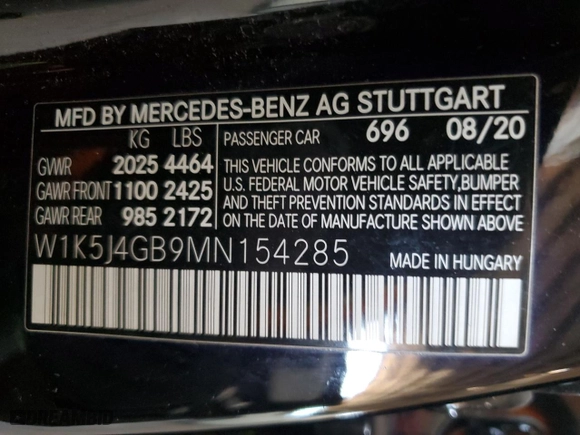 MFD BY MERCEDES-BENZ AG STUTTGART
KG LBS PASSENGER CAR 696 08/20
GVWR 2025 4464
GAWR FRONT 1100 2425
GAWR REAR 985 2172
THIS VEHICLE CONFORMS TO ALL APPLICABLE
U.S. FEDERAL MOTOR VEHICLE SAFETY,BUMPER
AND THEFT PREVENTION STANDARDS IN EFFECT
ON THE DATE OF MANUFACTURE SHOWN ABOVE
W1K5J4GB9MN154285 MADE IN HUNGARY